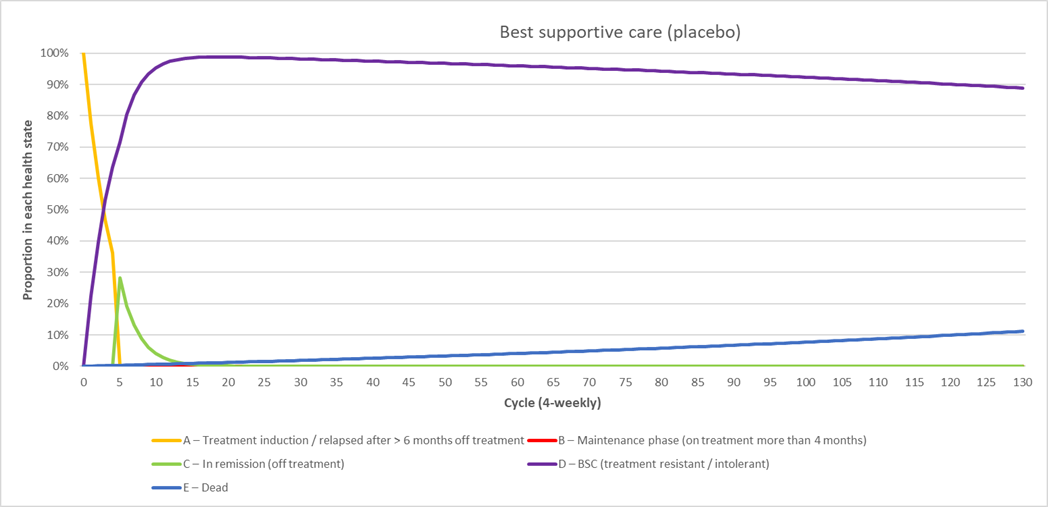 Best supportive care (placebo)
100%
90%
80%
70%
60%
50%
40%
30%
20%
10%
0%
Proportion in each health state
0 5 10 15 20 25 30 35 40 45 50 55 60 65 70 75 80 85 90 95 100 105 110 115 120 125 130
Cycle (4-weekly)
A – Treatment induction / relapsed after > 6 months off treatment B – Maintenance phase (on treatment more than 4 months)
C – In remission (off treatment) D – BSC (treatment resistant / intolerant)
E – Dead